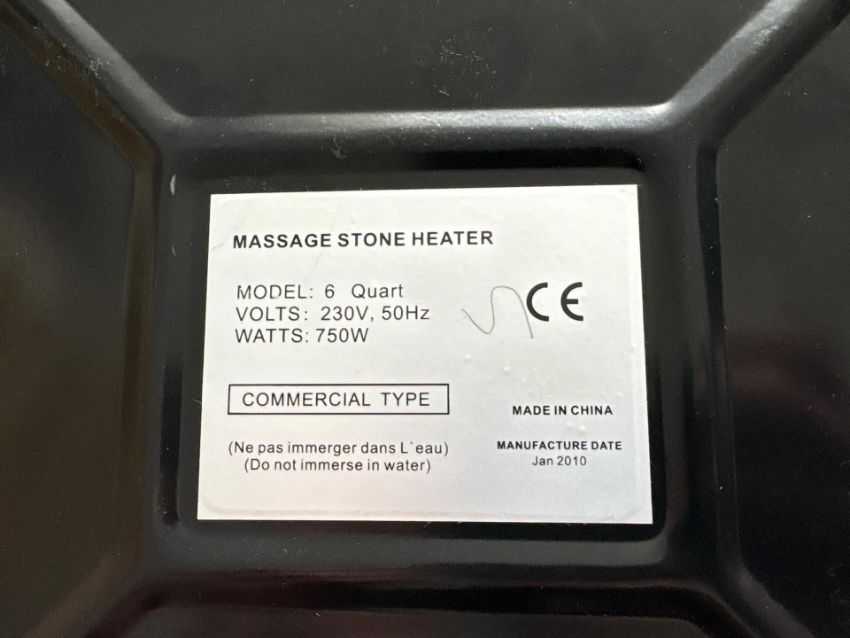 MASSAGE STONE HEATER
MODEL: 6 Quart
VOLTS: 230V, 50Hz
WATTS: 750W
CE
COMMERCIAL TYPE
(Ne pas immerger dans L`eau)
(Do not immerse in water)
MADE IN CHINA
MANUFACTURE DATE
Jan 2010